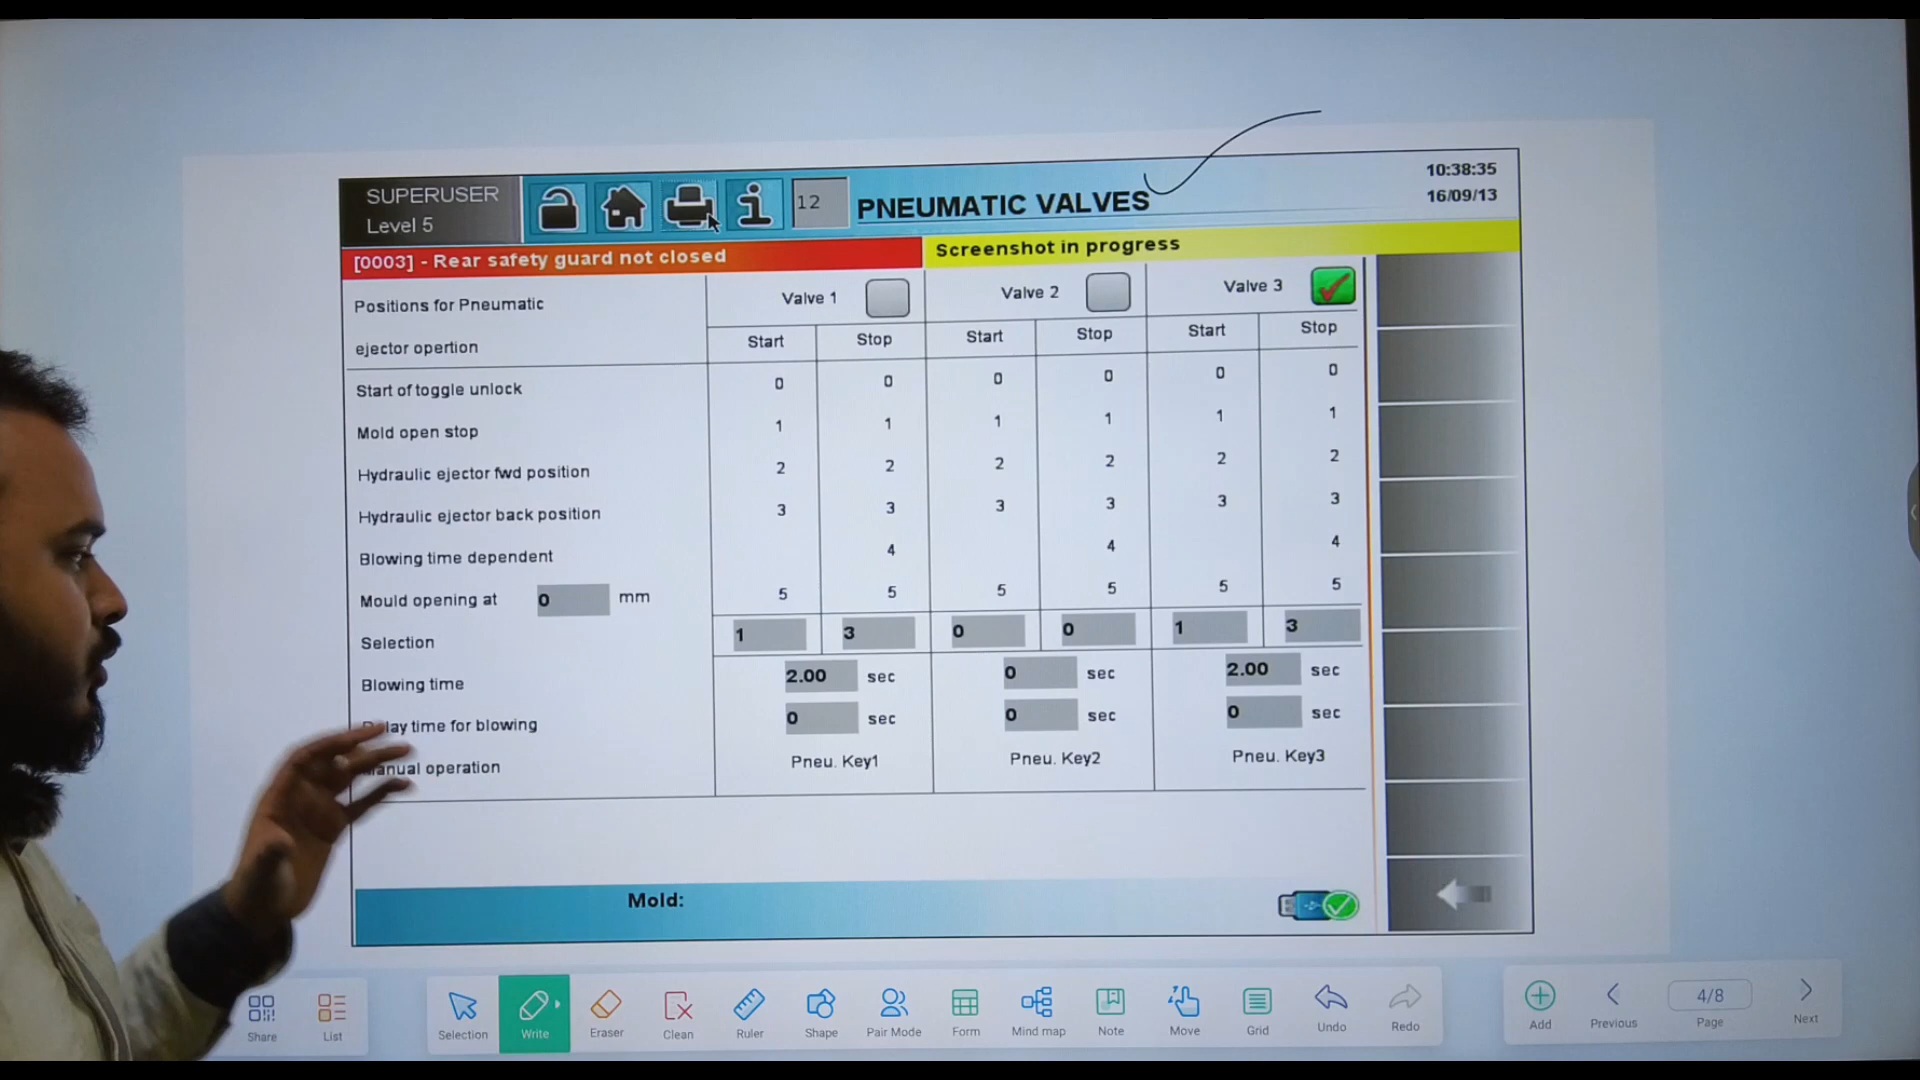 SUPERUSER
Level 5
12
PNEUMATIC VALVES
10:38:35
16/09/13
[0003] - Rear safety guard not closed
Screenshot in progress
Positions for Pneumatic
ejector opertion
Valve 1
Valve 2
Valve 3
Start Stop Start Stop Start Stop
Start of toggle unlock 0 0 0 0 0 0
Mold open stop 1 1 1 1 1 1
Hydraulic ejector fwd position 2 2 2 2 2 2
Hydraulic ejector back position 3 3 3 3 3 3
Blowing time dependent 4 4 4
Mould opening at 0 mm 5 5 5 5 5 5
Selection 1 3 0 0 1 3
Blowing time 2.00 sec 0 sec 2.00 sec
Delay time for blowing 0 sec 0 sec 0 sec
Manual operation Pneu. Key1 Pneu. Key2 Pneu. Key3
Mold:
Share List Selection Write Eraser Clean Ruler Shape Pair Mode Form Mind map Note Move Grid Undo Redo Add Previous 4/8 Page Next